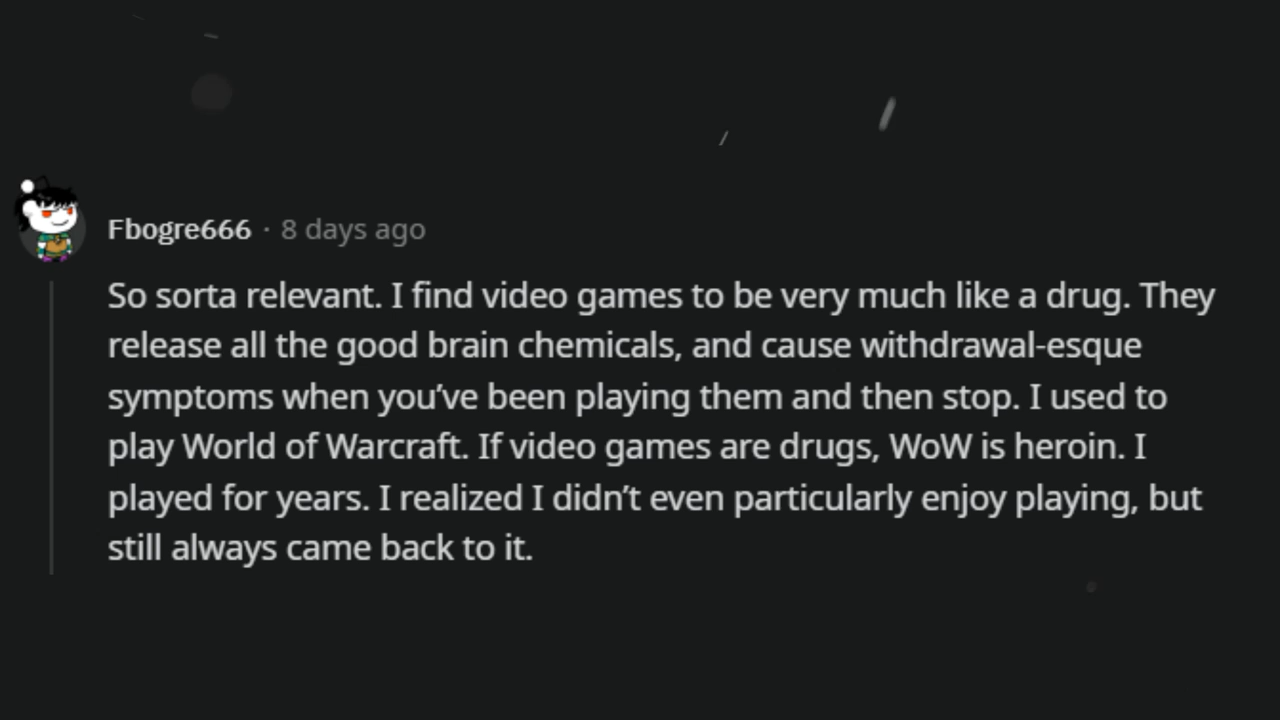 Fbogre666 · 8 days ago
So sorta relevant. I find video games to be very much like a drug. They
release all the good brain chemicals, and cause withdrawal-esque
symptoms when you’ve been playing them and then stop. I used to
play World of Warcraft. If video games are drugs, WoW is heroin. I
played for years. I realized I didn’t even particularly enjoy playing, but
still always came back to it.